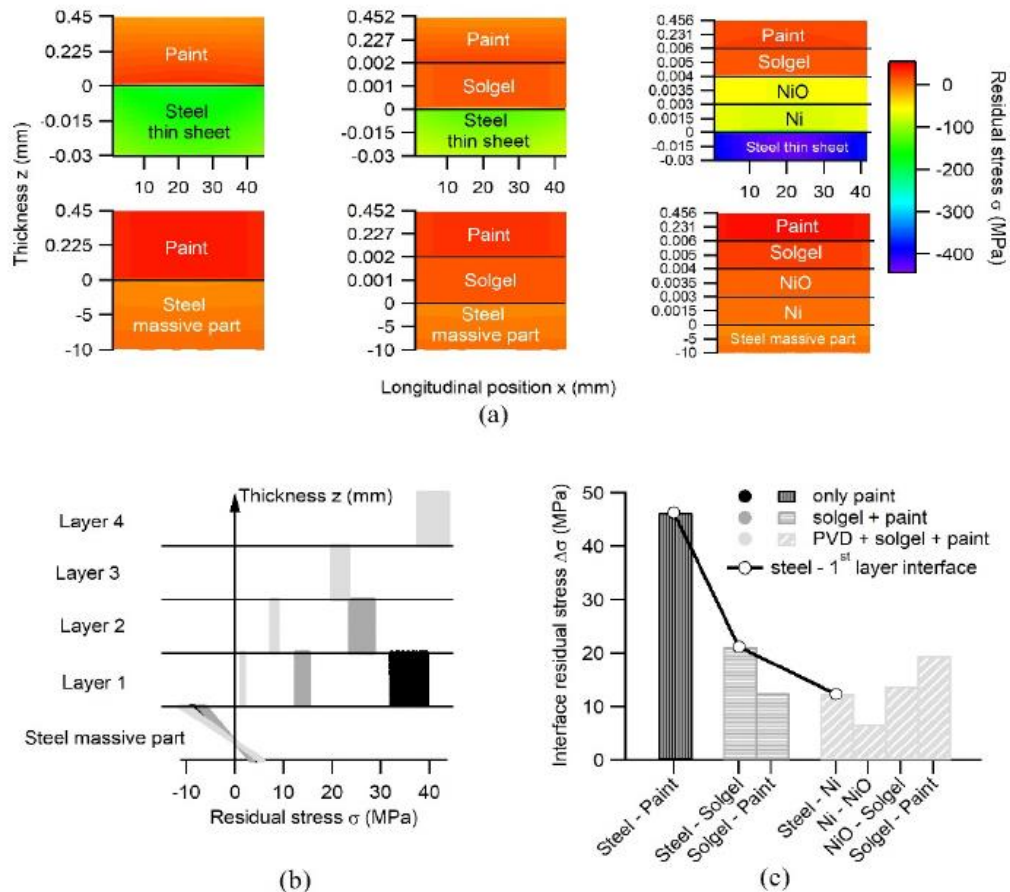 0.45
0.225
0
-0.015
-0.03
Paint
Steel
thin sheet
10 20 30 40
0.452
0.227
0.002
0.001
0
-0.015
-0.03
Paint
Solgel
Steel
thin sheet
10 20 30 40
0.456
0.231
0.006
0.004
0.0035
0.003
0.0015
0
-0.015
-0.03
Paint
Solgel
NiO
Ni
Steel thin sheet
10 20 30 40
0
-100
-200
-300
-400
Residual stress σ (MPa)
Thickness z (mm)
0.45
0.225
0
-5
-10
Paint
Steel
massive part
0.452
0.227
0.002
0.001
0
-5
-10
Paint
Solgel
Steel
massive part
0.456
0.231
0.006
0.004
0.0035
0.003
0.0015
0
-5
-10
Paint
Solgel
NiO
Ni
Steel massive part
Longitudinal position x (mm)
(a)
Thickness z (mm)
Layer 4
Layer 3
Layer 2
Layer 1
Steel massive part
-10 0 10 20 30 40
Residual stress σ (MPa)
(b)
Interface residual stress Δσ (MPa)
50
40
30
20
10
0
only paint
solgel + paint
PVD + solgel + paint
steel - 1st layer interface
Steel - Paint
Steel - Solgel
Solgel - Paint
Steel - Ni
Ni - NiO
NiO - Solgel
Solgel - Paint
(c)